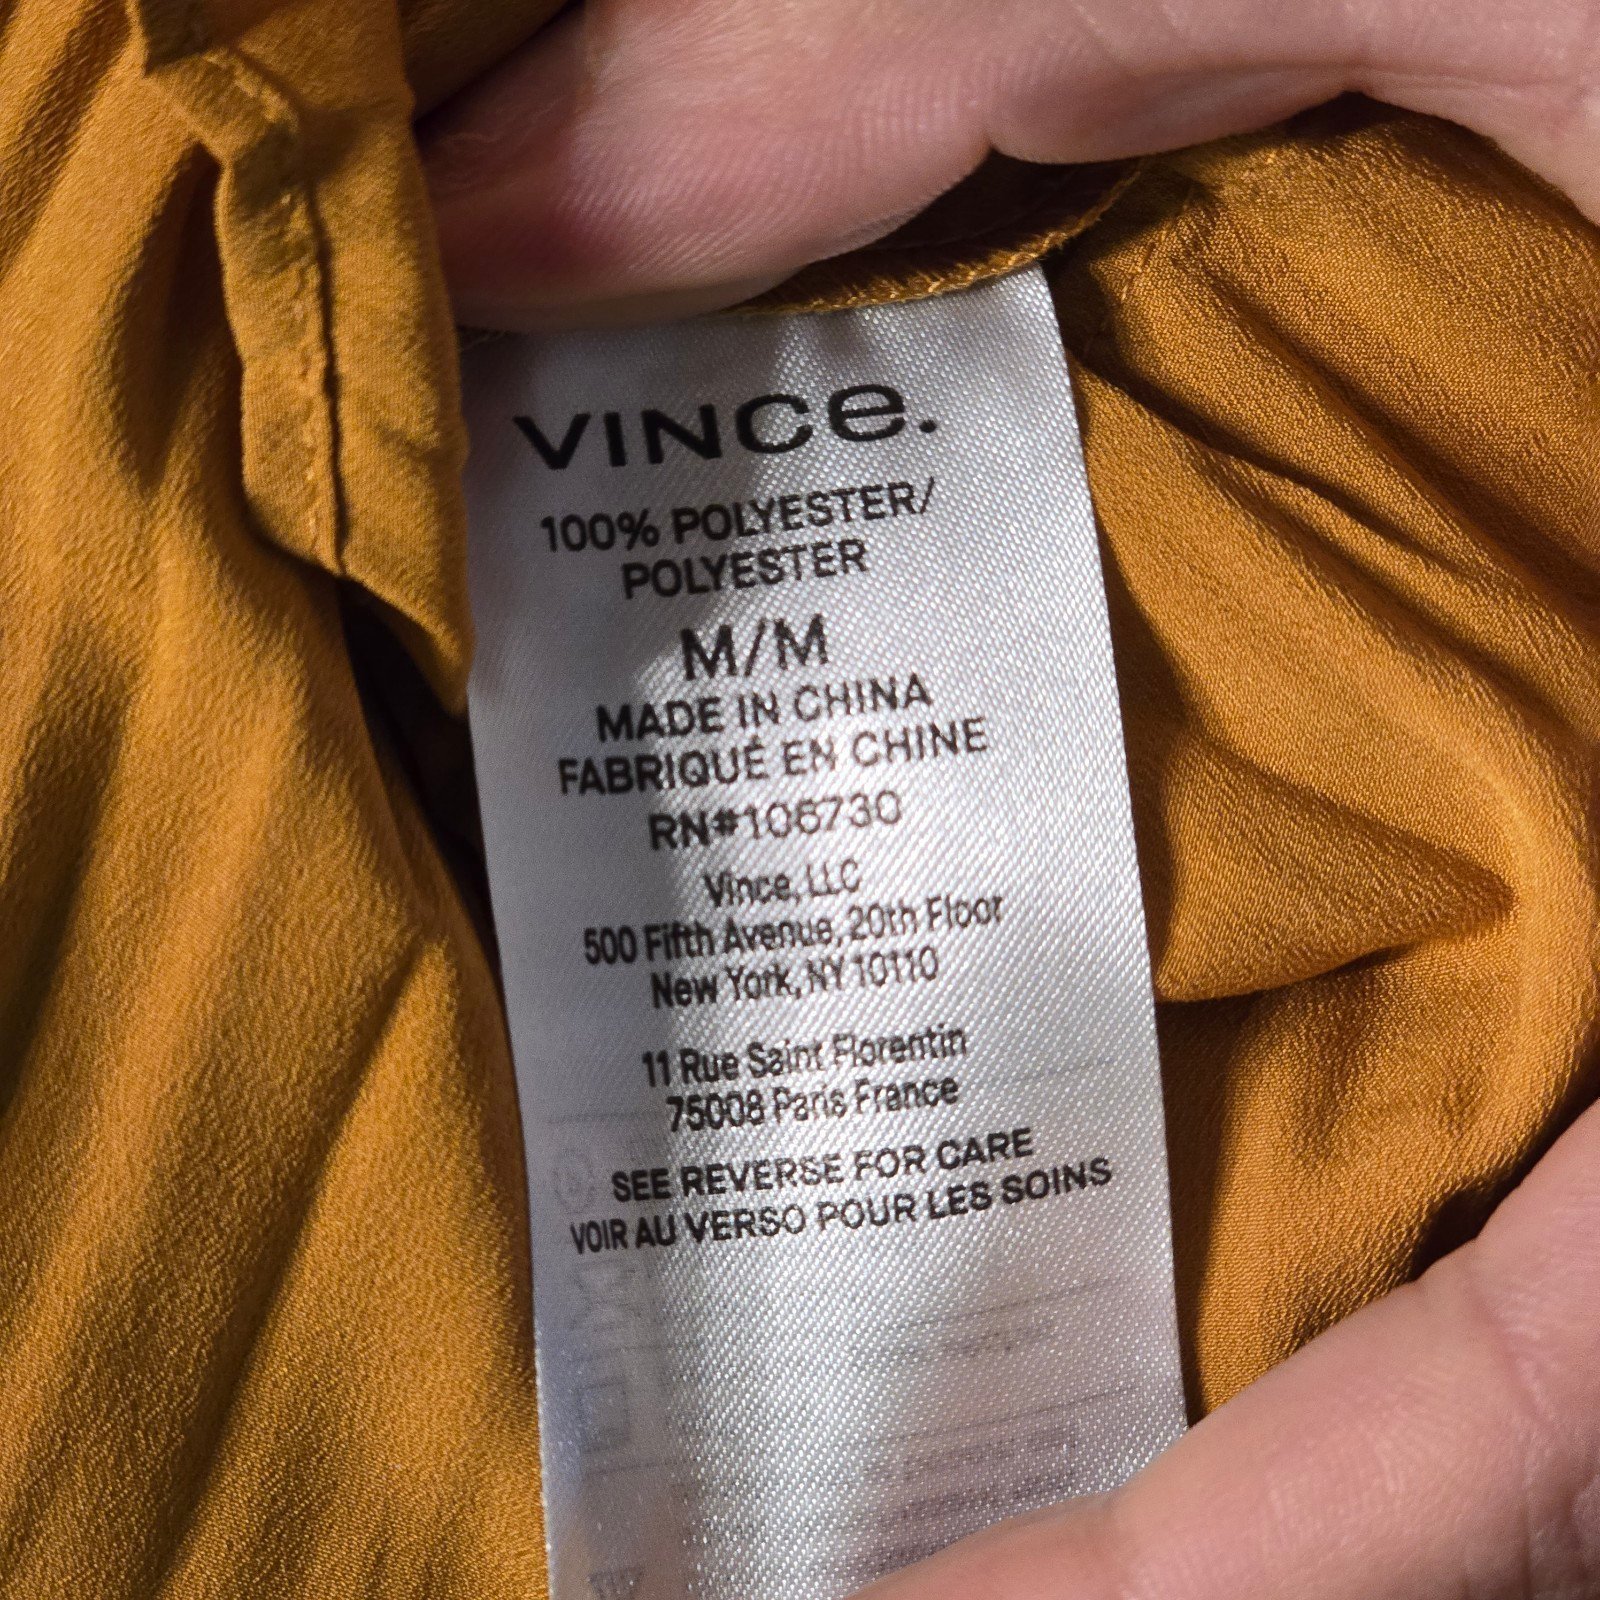 VINCe.
100% POLYESTER/
POLYESTER
M/M
MADE IN CHINA
FABRIQUÉ EN CHINE
RN#106730
Vince, LLC
500 Fifth Avenue, 20th Floor
New York, NY 10110
11 Rue Saint Florentin
75008 Paris France
SEE REVERSE FOR CARE
VOIR AU VERSO POUR LES SOINS